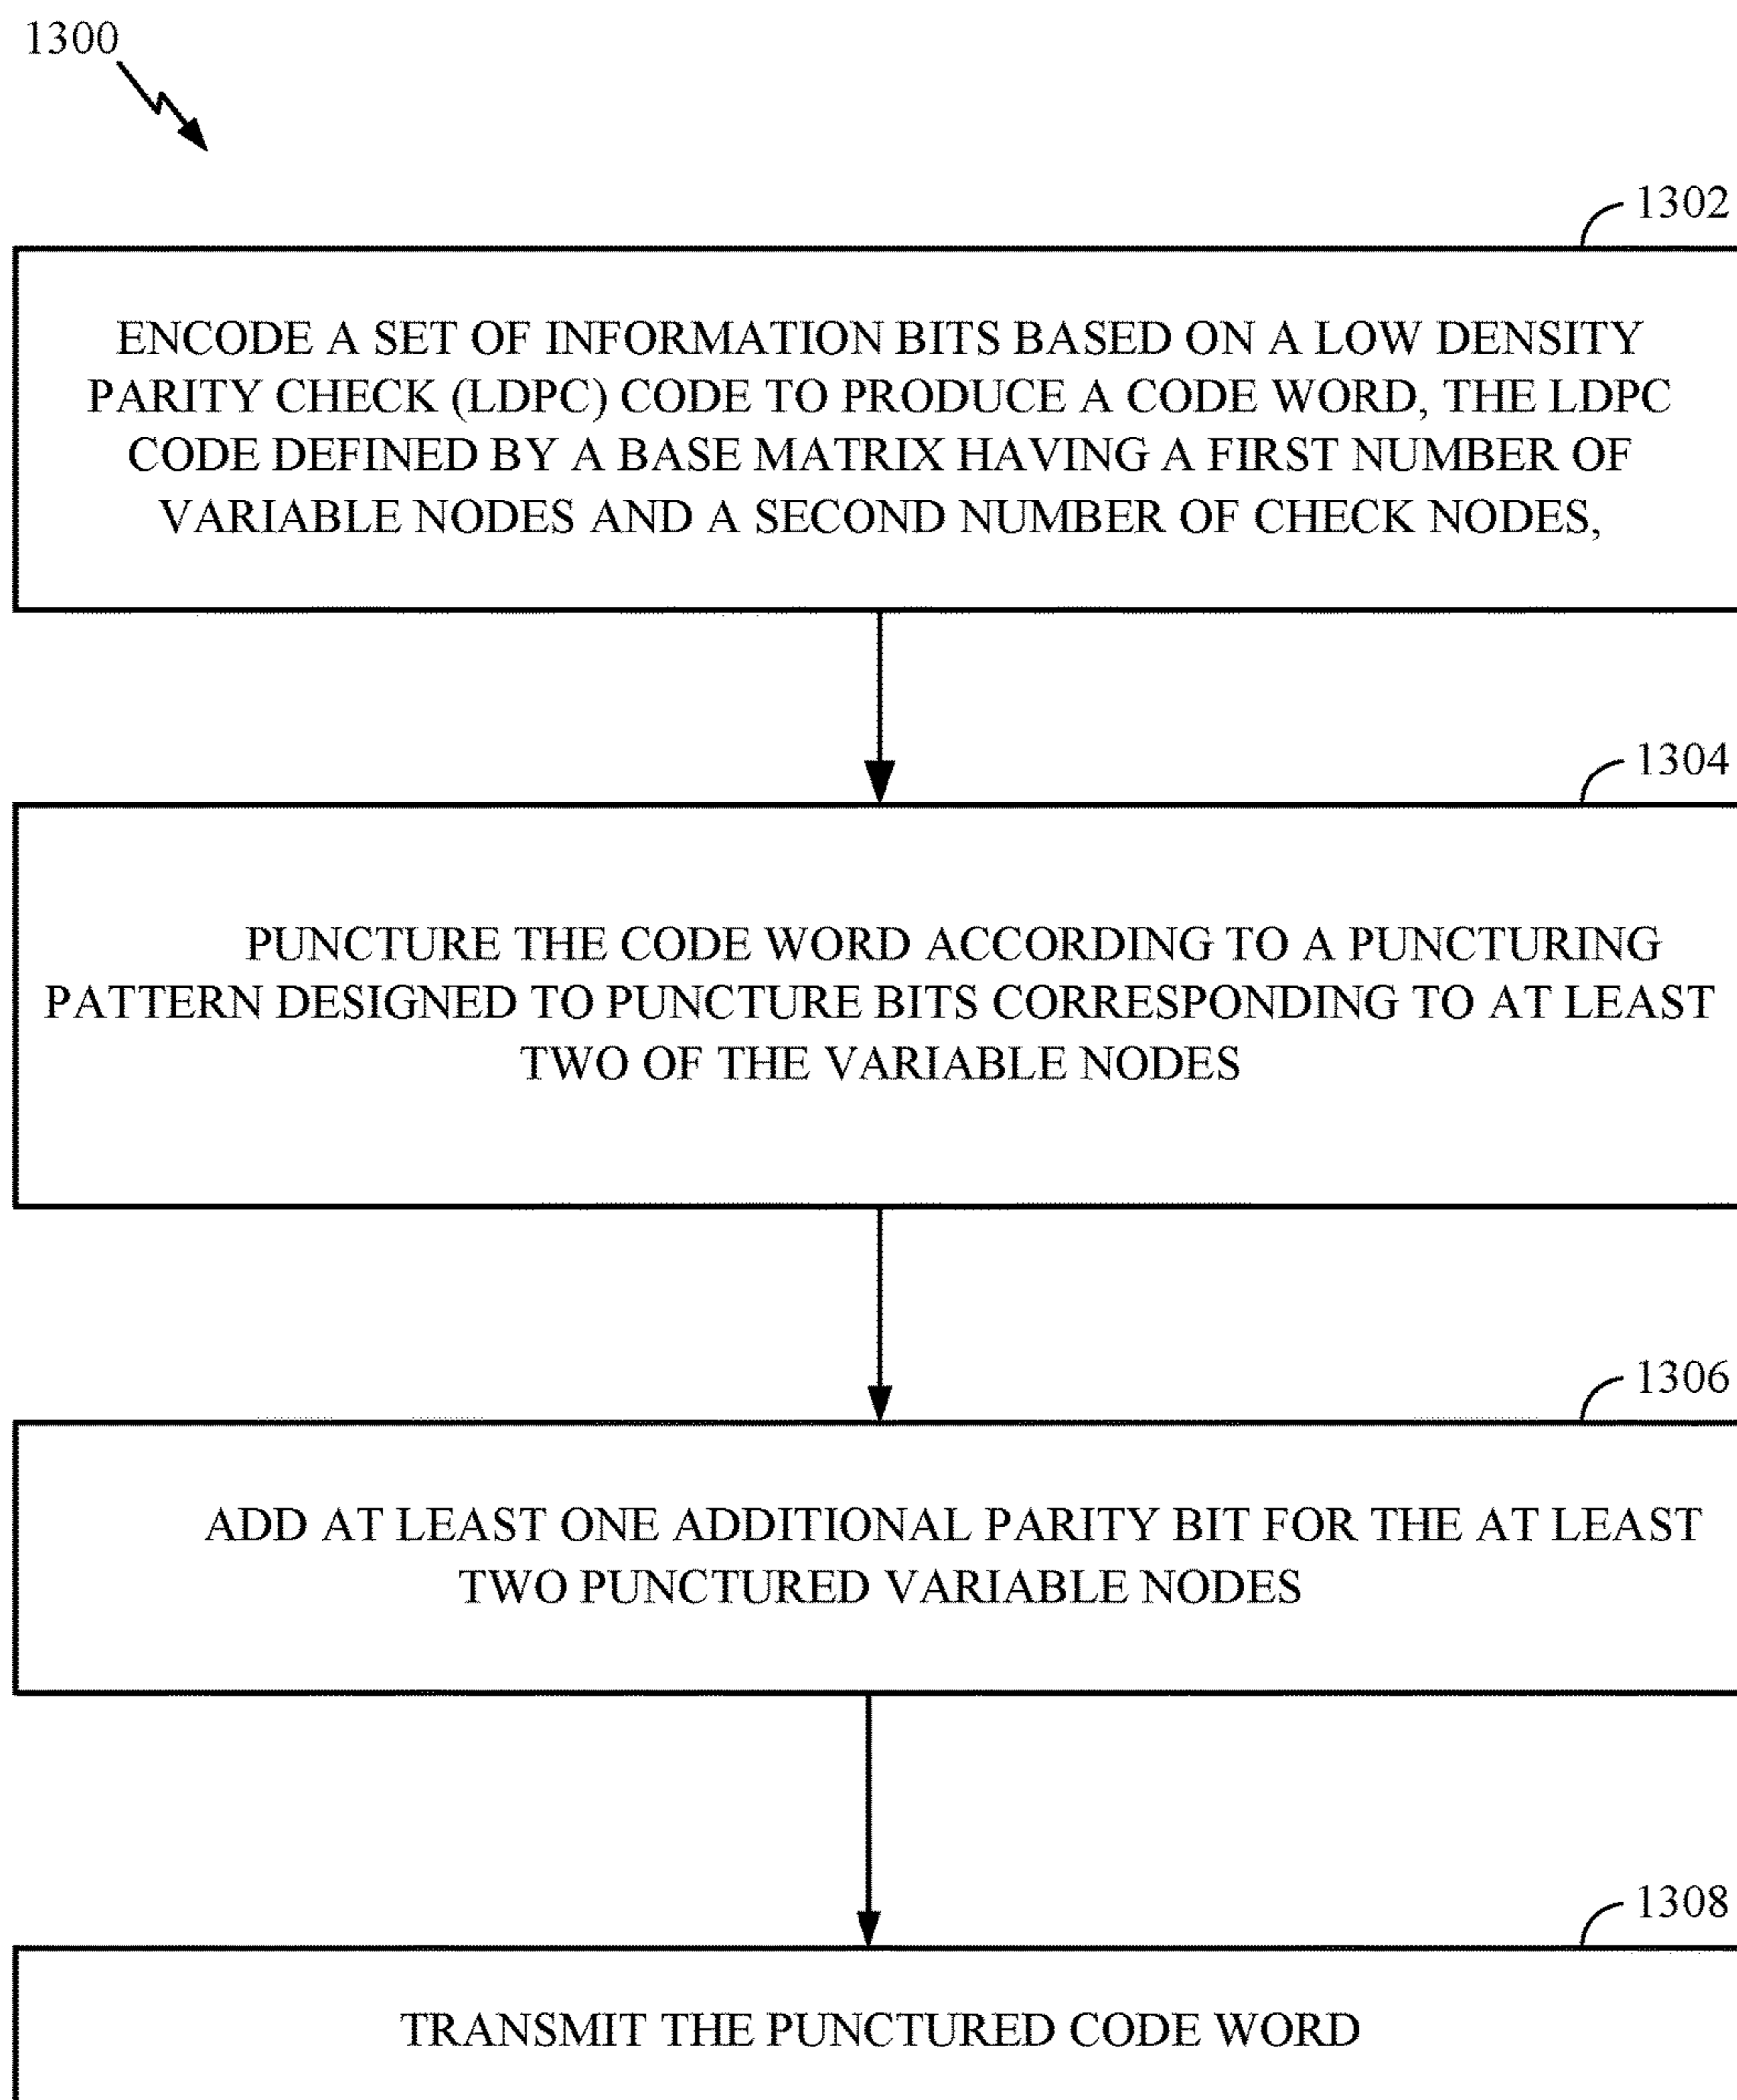 1300
1302
ENCODE A SET OF INFORMATION BITS BASED ON A LOW DENSITY
PARITY CHECK (LDPC) CODE TO PRODUCE A CODE WORD, THE LDPC
CODE DEFINED BY A BASE MATRIX HAVING A FIRST NUMBER OF
VARIABLE NODES AND A SECOND NUMBER OF CHECK NODES,
1304
PUNCTURE THE CODE WORD ACCORDING TO A PUNCTURING
PATTERN DESIGNED TO PUNCTURE BITS CORRESPONDING TO AT LEAST
TWO OF THE VARIABLE NODES
1306
ADD AT LEAST ONE ADDITIONAL PARITY BIT FOR THE AT LEAST
TWO PUNCTURED VARIABLE NODES
1308
TRANSMIT THE PUNCTURED CODE WORD